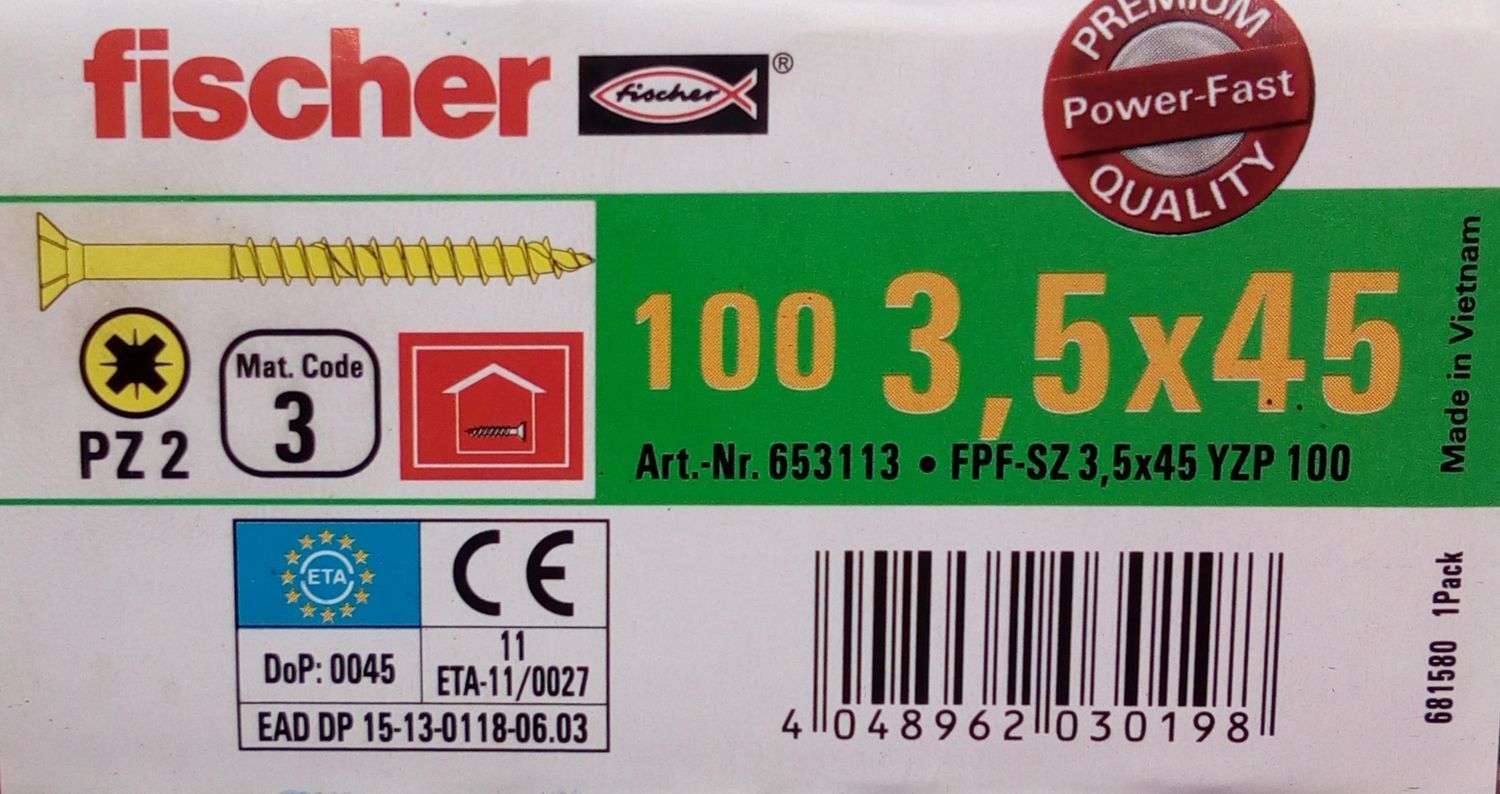 fischer
fischer ®
PREMIUM
Power-Fast
QUALITY
100 3,5x45
Art.-Nr. 653113 • FPF-SZ 3,5x45 YZP 100
Made in Vietnam
PZ 2
Mat. Code
3
ETA
CE
DoP: 0045
11
ETA-11/0027
EAD DP 15-13-0118-06.03
4 048962 030198
681580 1Pack